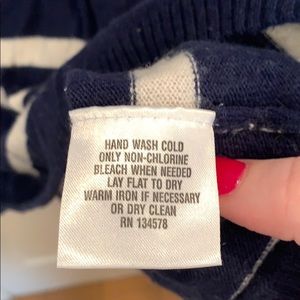 HAND WASH COLD
ONLY NON-CHLORINE
BLEACH WHEN NEEDED
LAY FLAT TO DRY
WARM IRON IF NECESSARY
OR DRY CLEAN
RN 134578